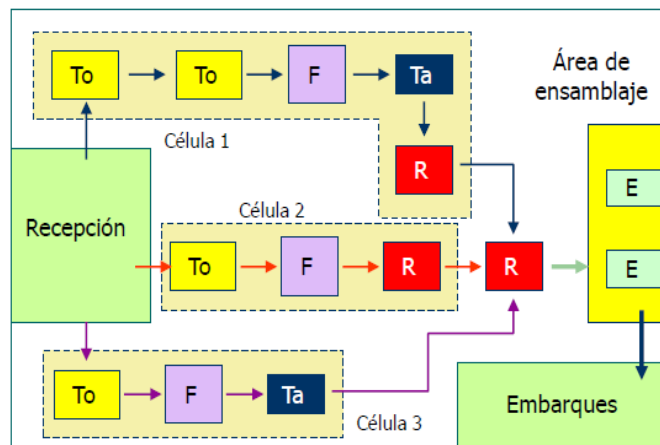 To
To
F
Ta
Área de
ensamblaje
Célula 1
R
E
Recepción
Célula 2
To
F
R
R
E
To
F
Ta
Célula 3
Embarques